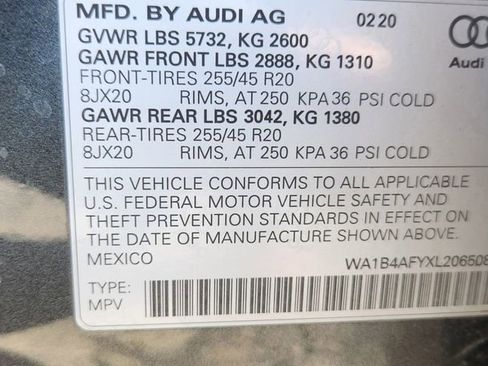 MFD. BY AUDI AG 02 20
GVWR LBS 5732, KG 2600
GAWR FRONT LBS 2888, KG 1310
Audi
FRONT-TIRES 255/45 R20
8JX20 RIMS, AT 250 KPA 36 PSI COLD
GAWR REAR LBS 3042, KG 1380
REAR-TIRES 255/45 R20
8JX20 RIMS, AT 250 KPA 36 PSI COLD
THIS VEHICLE CONFORMS TO ALL APPLICABLE
U.S. FEDERAL MOTOR VEHICLE SAFETY AND
THEFT PREVENTION STANDARDS IN EFFECT ON
THE DATE OF MANUFACTURE SHOWN ABOVE.
MEXICO WA1B4AFYXL206508
TYPE:
MPV